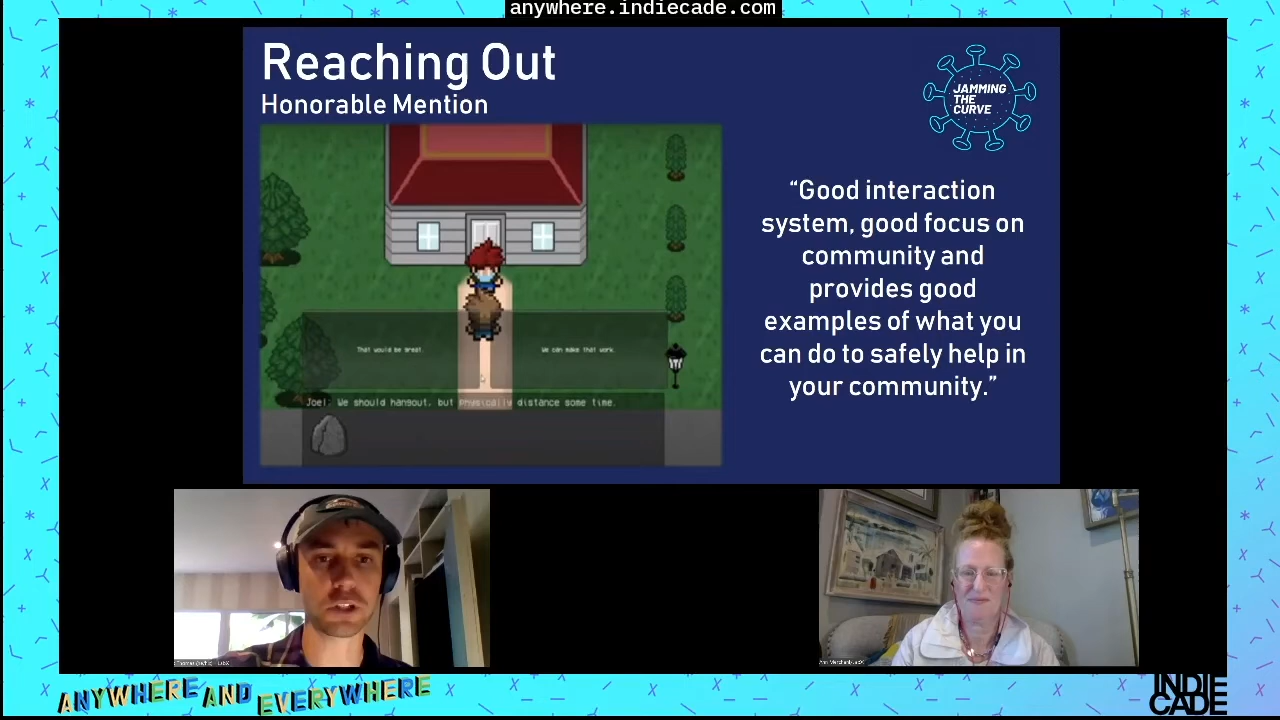 anywhere.indiecade.com
Reaching Out
Honorable Mention
JAMMING
THE
CURVE
“Good interaction
system, good focus on
community and
provides good
examples of what you
can do to safely help in
your community.”
That would be great.
We can make that work.
Joel: We should hangout, but physically distance some time.
Ann Merchant
ANYWHERE AND EVERYWHERE
INDIE
CADE